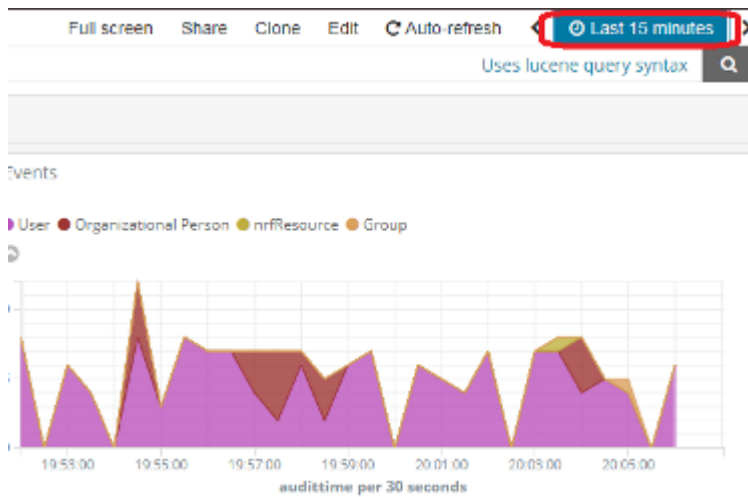 Full screen Share Clone Edit Auto-refresh Last 15 minutes
Uses lucene query syntax
Events
User Organizational Person nrfResource Group
19:53:00 19:55:00 19:57:00 19:59:00 20:01:00 20:03:00 20:05:00
audittime per 30 seconds